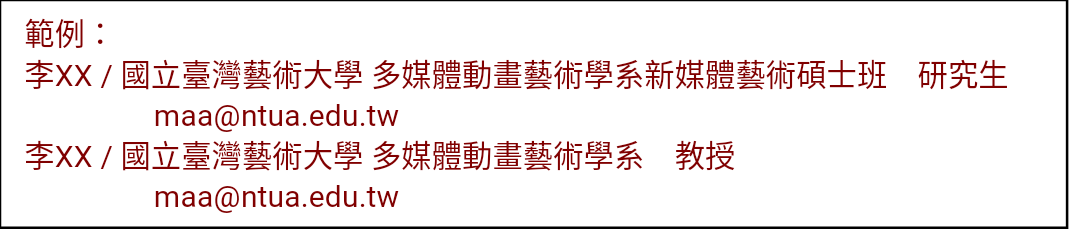 範例：
李XX / 國立臺灣藝術大學 多媒體動畫藝術學系新媒體藝術碩士班　研究生
maa@ntua.edu.tw
李XX / 國立臺灣藝術大學 多媒體動畫藝術學系　教授
maa@ntua.edu.tw